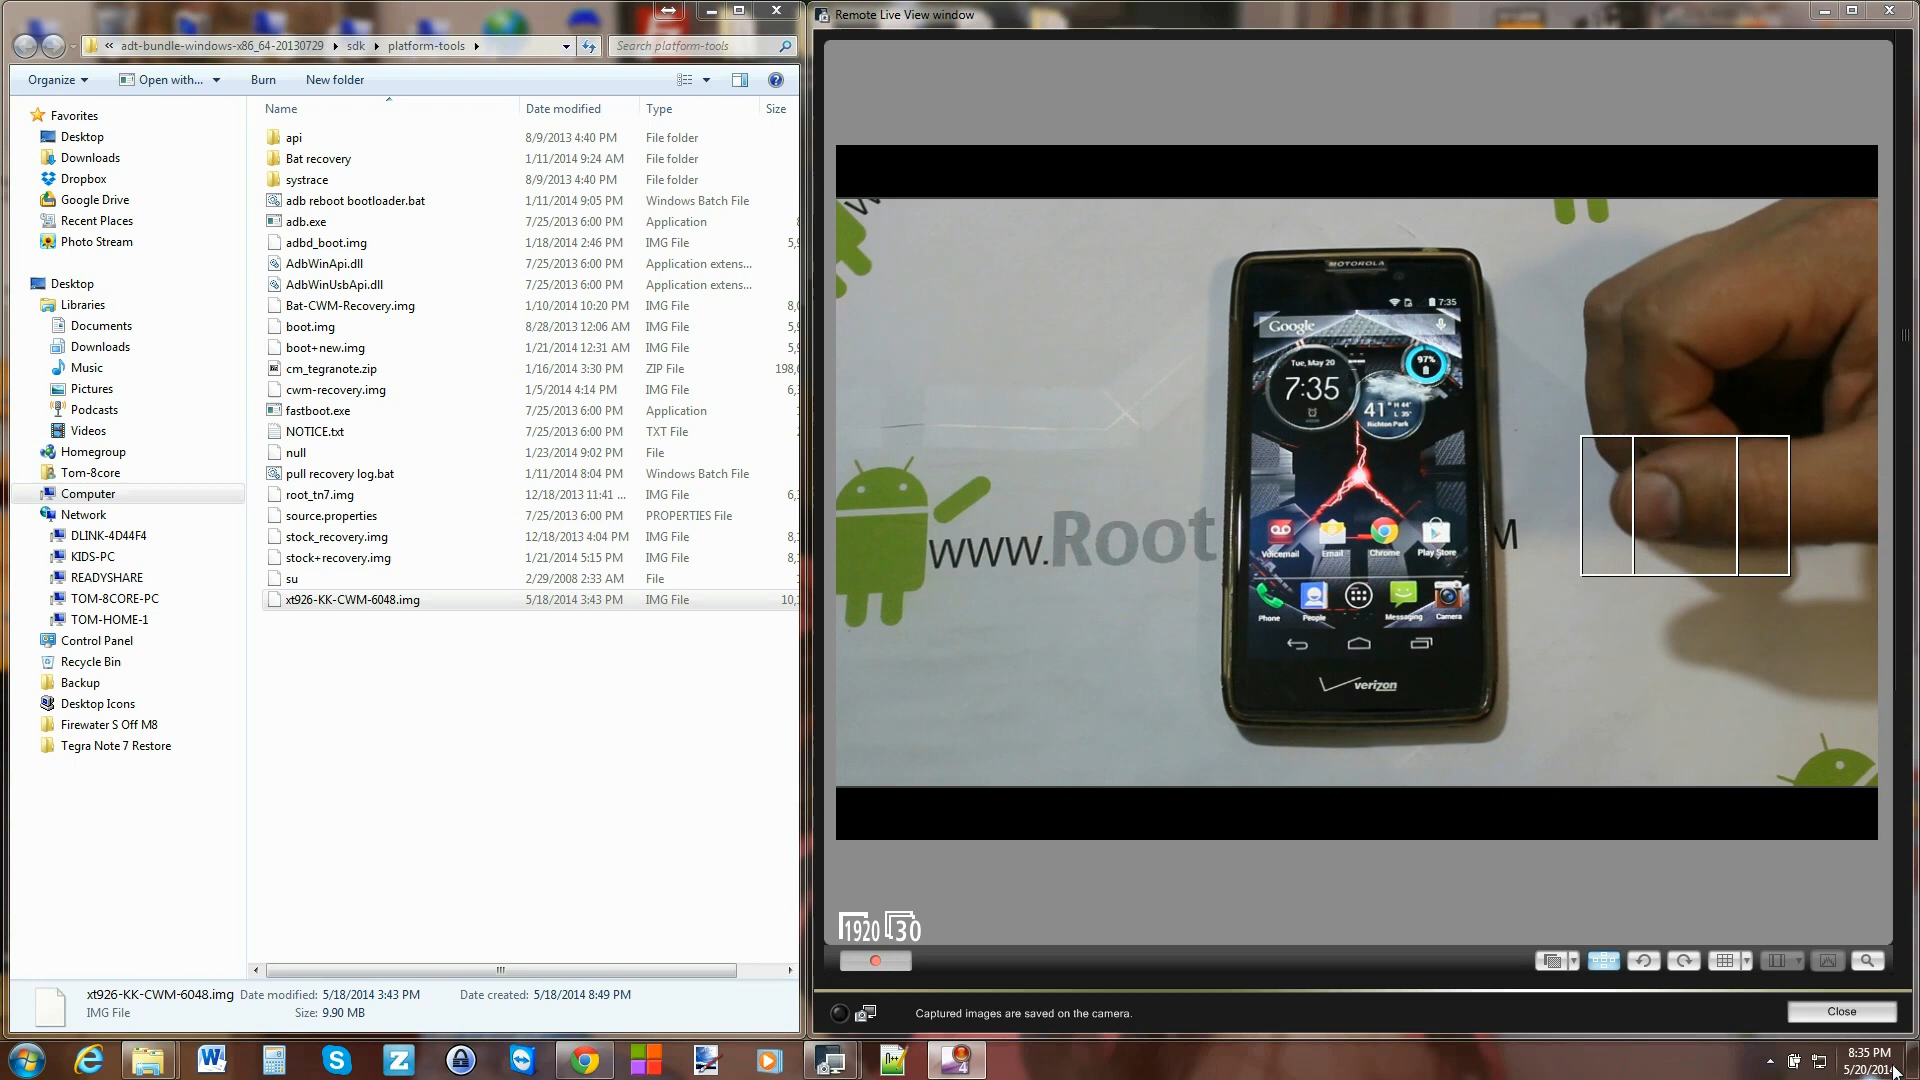 Remote Live View window
« adt-bundle-windows-x86_64-20130729 sdk platform-tools
Search platform-tools
Organize Open with... Burn New folder
Name Date modified Type Size
Favorites
Desktop
Downloads
Dropbox
Google Drive
Recent Places
Photo Stream
Desktop
Libraries
Documents
Downloads
Music
Pictures
Podcasts
Videos
Homegroup
Tom-8core
Computer
Network
DLINK-4D44F4
KIDS-PC
READYSHARE
TOM-8CORE-PC
TOM-HOME-1
Control Panel
Recycle Bin
Backup
Desktop Icons
Firewater S Off M8
Tegra Note 7 Restore
api 8/9/2013 4:40 PM File folder
Bat recovery 1/11/2014 9:24 AM File folder
systrace 8/9/2013 4:40 PM File folder
adb reboot bootloader.bat 1/11/2014 9:05 PM Windows Batch File
adb.exe 7/25/2013 6:00 PM Application
adbd_boot.img 1/18/2014 2:46 PM IMG File
AdbWinApi.dll 7/25/2013 6:00 PM Application extens...
AdbWinUsbApi.dll 7/25/2013 6:00 PM Application extens...
Bat-CWM-Recovery.img 1/10/2014 10:20 PM IMG File
boot.img 8/28/2013 12:06 AM IMG File
boot+new.img 1/21/2014 12:31 AM IMG File
cm_tegranote.zip 1/16/2014 3:30 PM ZIP File
cwm-recovery.img 1/5/2014 4:14 PM IMG File
fastboot.exe 7/25/2013 6:00 PM Application
NOTICE.txt 7/25/2013 6:00 PM TXT File
null 1/23/2014 9:02 PM File
pull recovery log.bat 1/11/2014 8:04 PM Windows Batch File
root_tn7.img 12/18/2013 11:41 ... IMG File
source.properties 7/25/2013 6:00 PM PROPERTIES File
stock_recovery.img 12/18/2013 4:04 PM IMG File
stock+recovery.img 1/21/2014 5:15 PM IMG File
su 2/29/2008 2:33 AM File
xt926-KK-CWM-6048.img 5/18/2014 3:43 PM IMG File
xt926-KK-CWM-6048.img Date modified: 5/18/2014 3:43 PM Date created: 5/18/2014 8:49 PM
IMG File Size: 9.90 MB
MOTOROLA
7:35
Google
Tue, May 20
7:35
97%
41° H 44° L 35°
Richton Park
Voicemail Email Chrome Play Store
Phone People Messaging Camera
verizon
www.Root
M
1920 30
Captured images are saved on the camera.
Close
8:35 PM
5/20/2014